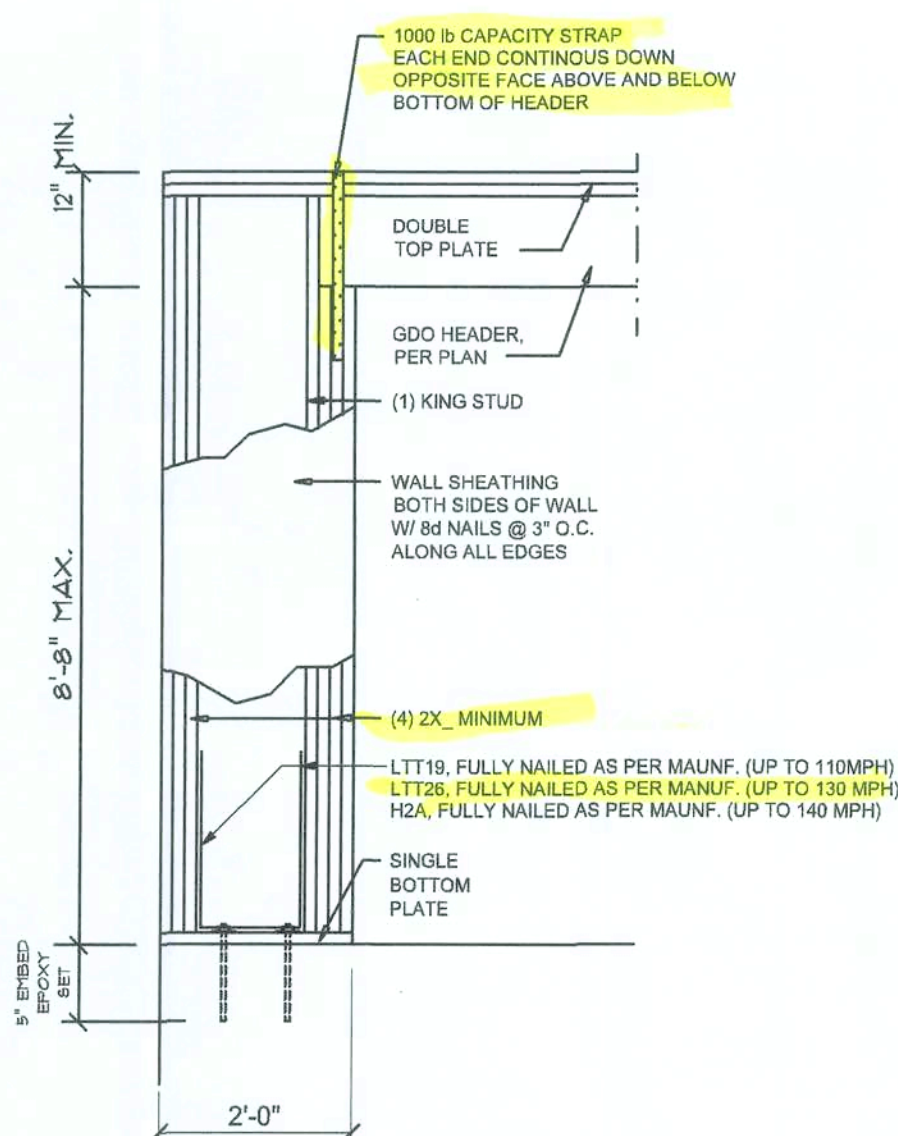 1000 lb CAPACITY STRAP
EACH END CONTINOUS DOWN
OPPOSITE FACE ABOVE AND BELOW
BOTTOM OF HEADER
12" MIN.
DOUBLE
TOP PLATE
GDO HEADER,
PER PLAN
(1) KING STUD
WALL SHEATHING
BOTH SIDES OF WALL
W/ 8d NAILS @ 3" O.C.
ALONG ALL EDGES
8'-8" MAX.
(4) 2X_ MINIMUM
LTT19, FULLY NAILED AS PER MAUNF. (UP TO 110MPH)
LTT26, FULLY NAILED AS PER MANUF. (UP TO 130 MPH)
H2A, FULLY NAILED AS PER MAUNF. (UP TO 140 MPH)
SINGLE
BOTTOM
PLATE
5" EMBED
EPOXY
SET
2'-0"